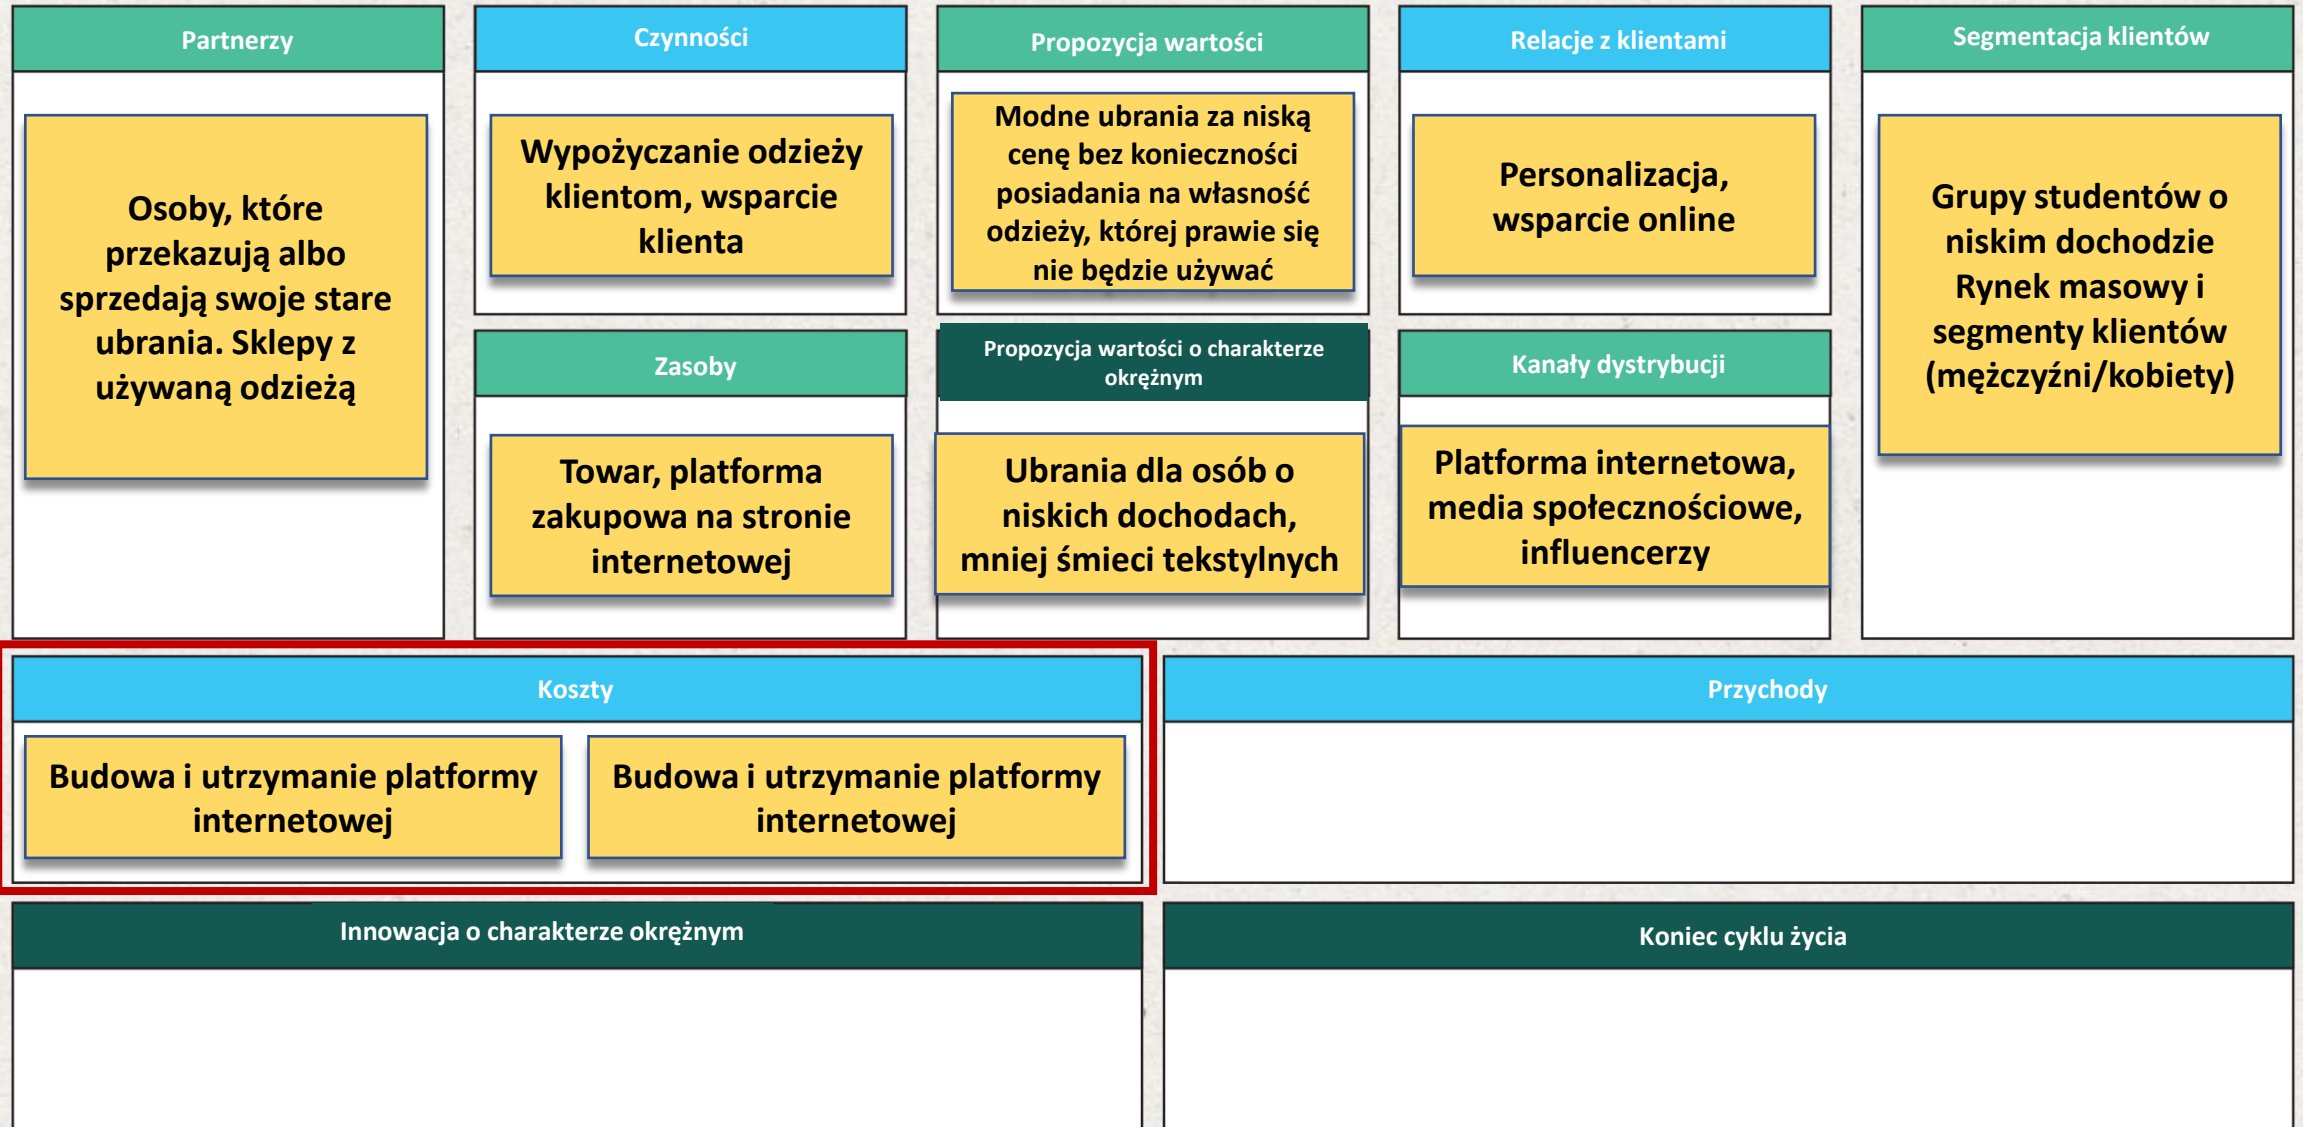 Partnerzy
Osoby, które
przekazują albo
sprzedają swoje stare
ubrania. Sklepy z
używaną odzieżą
Czynności
Wypożyczanie odzieży
klientom, wsparcie
klienta
Zasoby
Towar, platforma
zakupowa na stronie
internetowej
Propozycja wartości
Modne ubrania za niską
cenę bez konieczności
posiadania na własność
odzieży, której prawie się
nie będzie używać
Propozycja wartości o charakterze
okrężnym
Ubrania dla osób o
niskich dochodach,
mniej śmieci tekstylnych
Relacje z klientami
Personalizacja,
wsparcie online
Kanały dystrybucji
Platforma internetowa,
media społecznościowe,
influencerzy
Segmentacja klientów
Grupy studentów o
niskim dochodzie
Rynek masowy i
segmenty klientów
(mężczyźni/kobiety)
Koszty
Budowa i utrzymanie platformy
internetowej
Budowa i utrzymanie platformy
internetowej
Przychody
Innowacja o charakterze okrężnym
Koniec cyklu życia